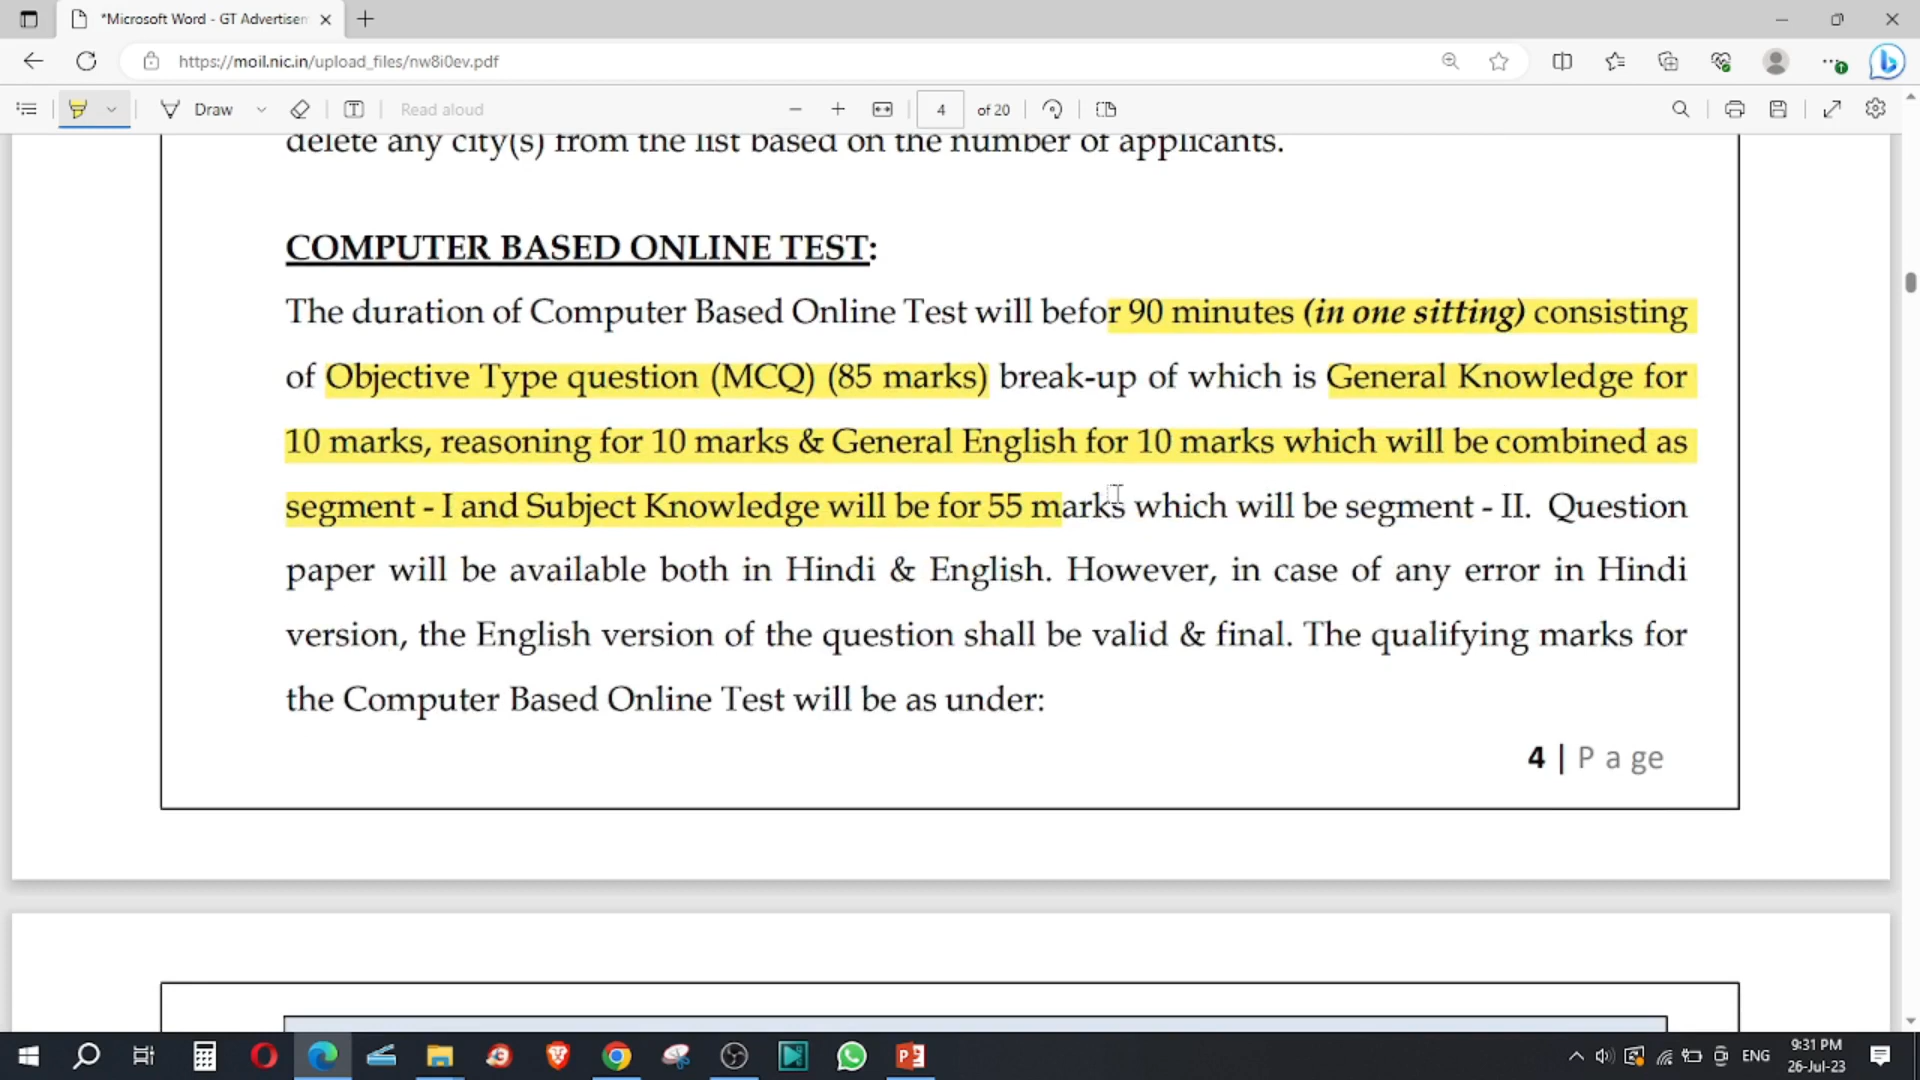 *Microsoft Word - GT Advertisem
https://moil.nic.in/upload_files/nw8i0ev.pdf
Draw
Read aloud
4 of 20
delete any city(s) from the list based on the number of applicants.
COMPUTER BASED ONLINE TEST:
The duration of Computer Based Online Test will befor 90 minutes (in one sitting) consisting
of Objective Type question (MCQ) (85 marks) break-up of which is General Knowledge for
10 marks, reasoning for 10 marks & General English for 10 marks which will be combined as
segment - I and Subject Knowledge will be for 55 marks which will be segment - II. Question
paper will be available both in Hindi & English. However, in case of any error in Hindi
version, the English version of the question shall be valid & final. The qualifying marks for
the Computer Based Online Test will be as under:
4 | P a ge
ENG
9:31 PM
26-Jul-23